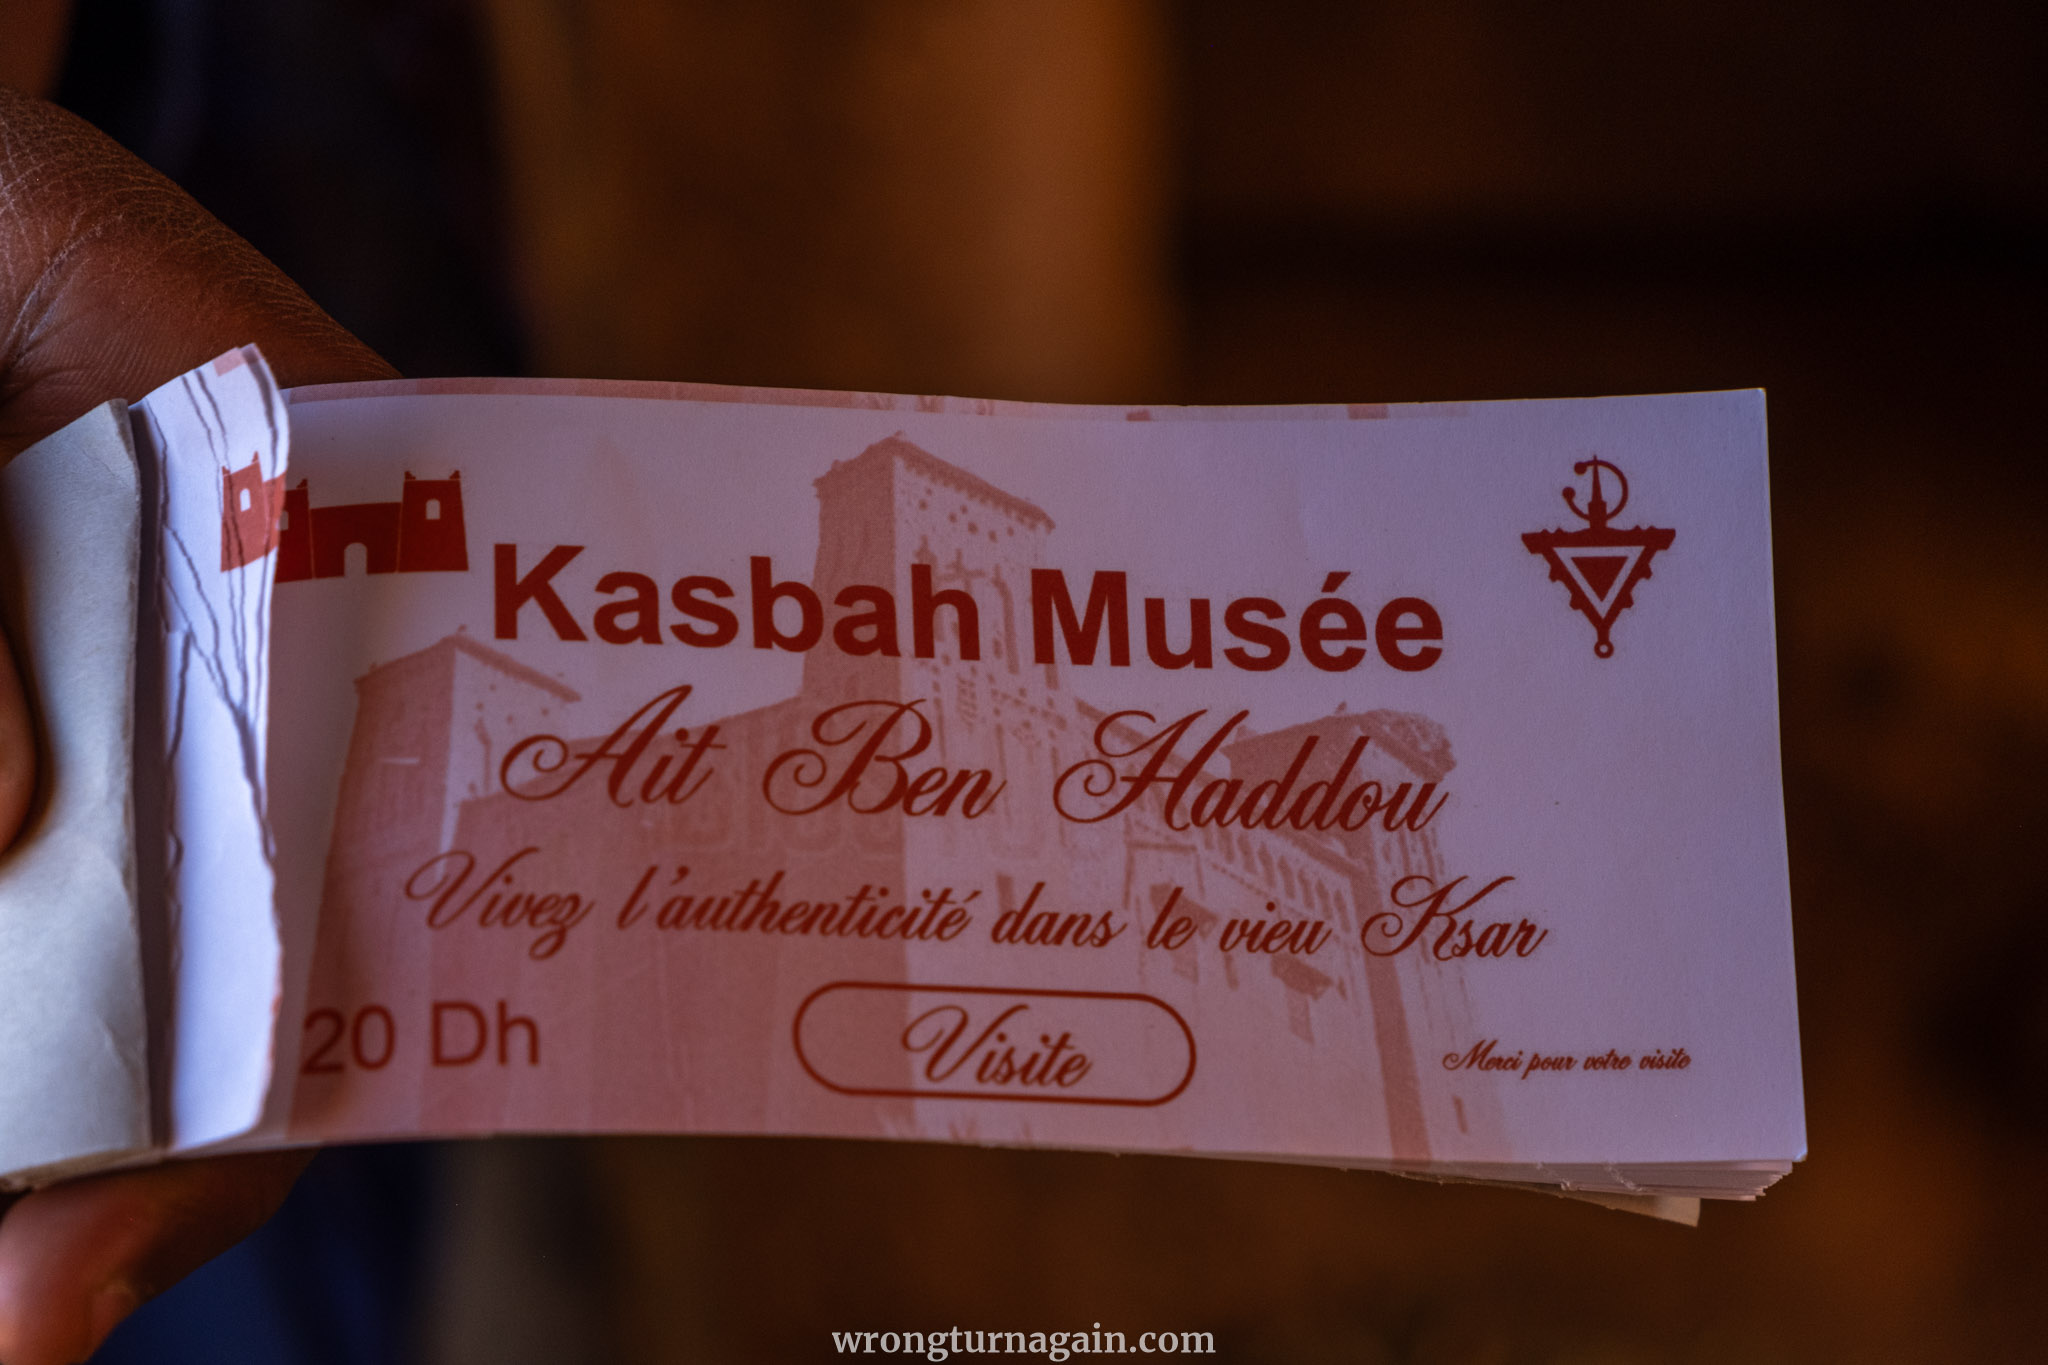 Kasbah Musée
Ait Ben Haddou
Vivez l'authenticité dans le vieu Ksar
20 Dh
Visite
Merci pour votre visite
wrongturnagain.com